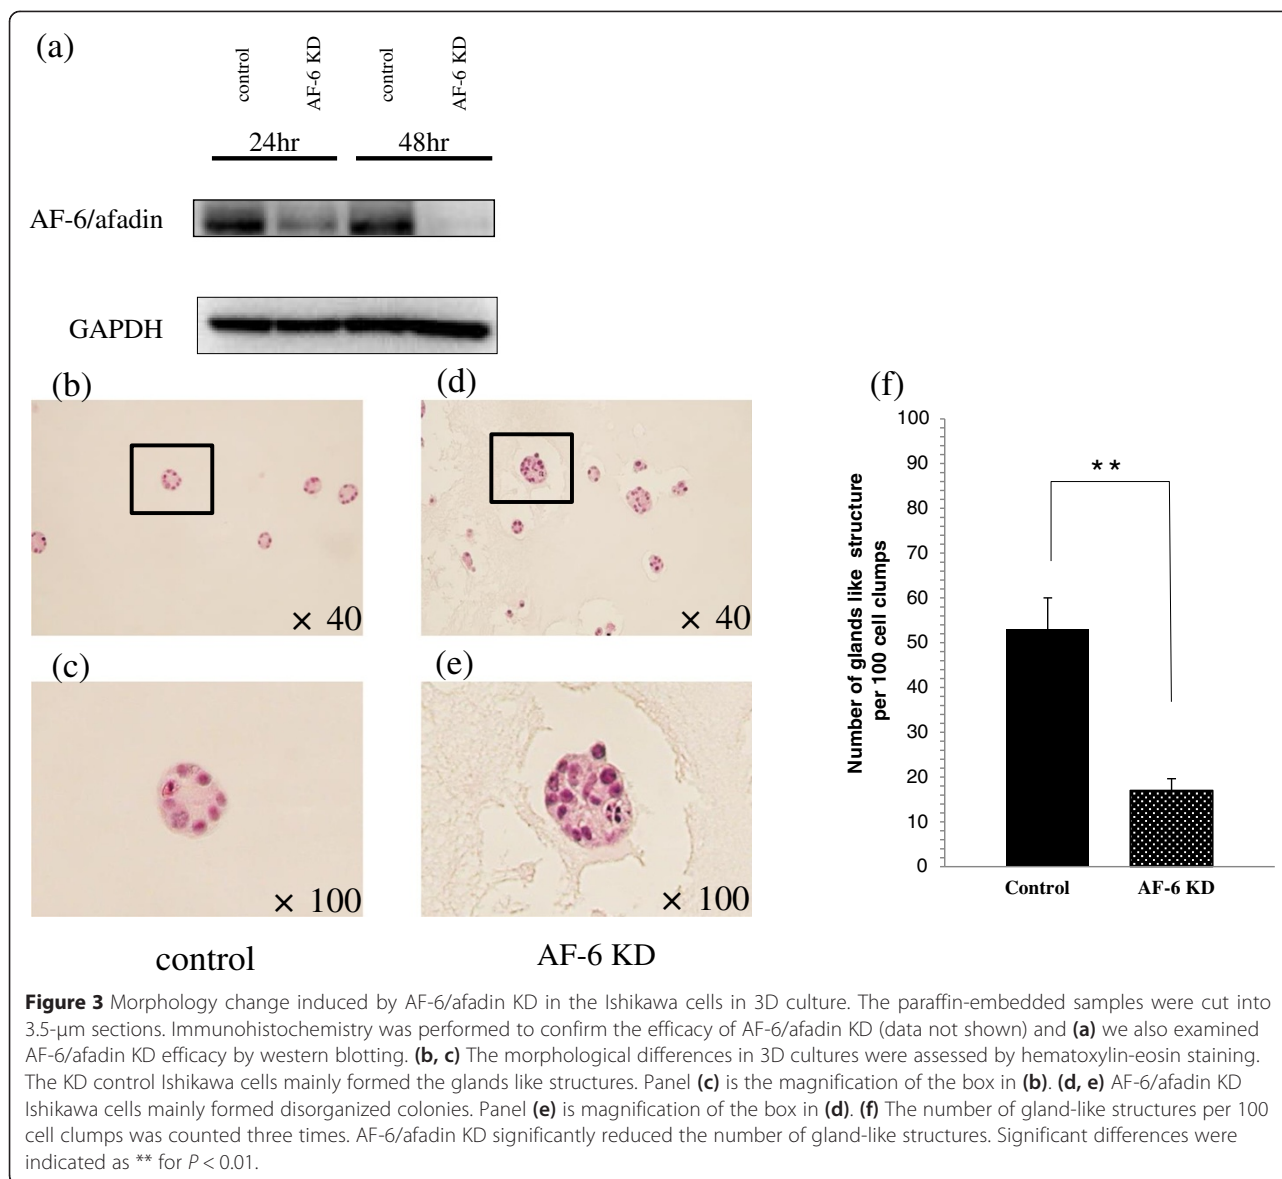 (a)
control
AF-6 KD
control
AF-6 KD
24hr
48hr
AF-6/afadin
GAPDH
(b)
× 40
(d)
× 40
(c)
× 100
(e)
× 100
control
AF-6 KD
(f)
Number of glands like structure
per 100 cell clumps
100
90
80
70
60
50
40
30
20
10
0
**
Control
AF-6 KD
Figure 3 Morphology change induced by AF-6/afadin KD in the Ishikawa cells in 3D culture. The paraffin-embedded samples were cut into
3.5-μm sections. Immunohistochemistry was performed to confirm the efficacy of AF-6/afadin KD (data not shown) and (a) we also examined
AF-6/afadin KD efficacy by western blotting. (b, c) The morphological differences in 3D cultures were assessed by hematoxylin-eosin staining.
The KD control Ishikawa cells mainly formed the glands like structures. Panel (c) is the magnification of the box in (b). (d, e) AF-6/afadin KD
Ishikawa cells mainly formed disorganized colonies. Panel (e) is magnification of the box in (d). (f) The number of gland-like structures per 100
cell clumps was counted three times. AF-6/afadin KD significantly reduced the number of gland-like structures. Significant differences were
indicated as ** for P < 0.01.